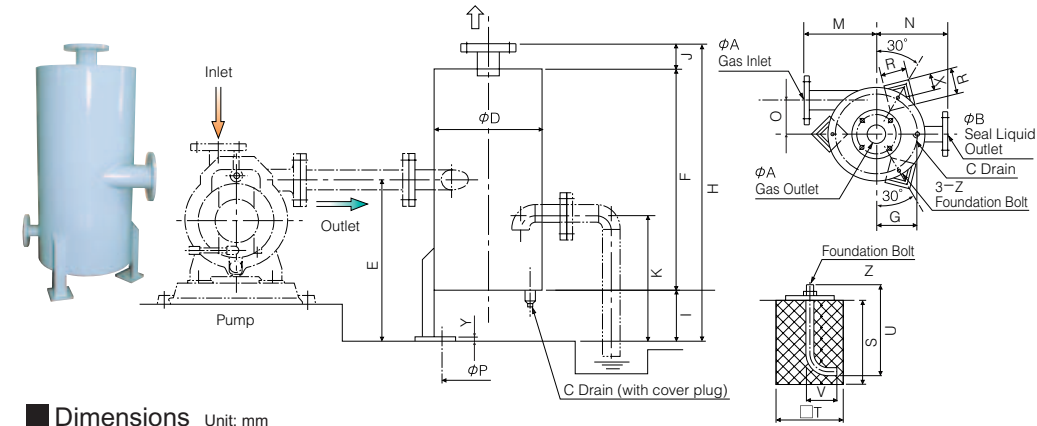 Inlet
Outlet
Pump
φD
φP
E
Y
F
H
J
K
I
C Drain (with cover plug)
M
N
30°
φA
Gas Inlet
R
X
R
O
φB
Seal Liquid
Outlet
C Drain
φA
Gas Outlet
3-Z
Foundation Bolt
30°
G
Foundation Bolt
Z
S
U
V
□T
Dimensions Unit: mm